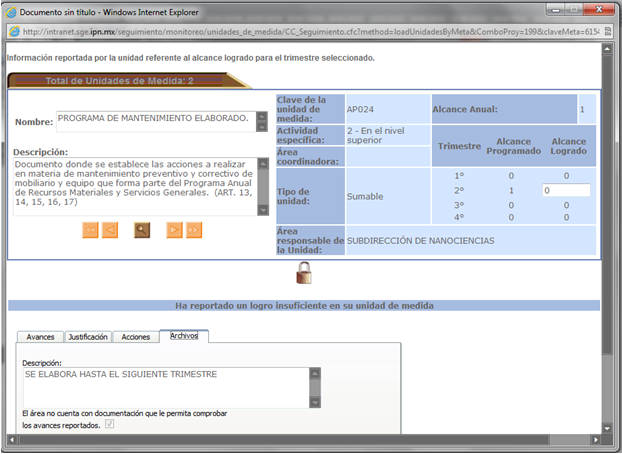 Documento sin título - Windows Internet Explorer
http://intranet.sge.ipn.mx/seguimiento/monitoreo/unidades_de_medida/CC_Seguimiento.cfc?method=loadUnidadesByMeta&ComboProy=199&claveMeta=6154
Información reportada por la unidad referente al alcance logrado para el trimestre seleccionado.
Total de Unidades de Medida: 2
Nombre: PROGRAMA DE MANTENIMIENTO ELABORADO.
Descripción:
Documento donde se establece las acciones a realizar
en materia de mantenimiento preventivo y correctivo de
mobiliario y equipo que forma parte del Programa Anual
de Recursos Materiales y Servicios Generales. (ART. 13,
14, 15, 16, 17)
Clave de la
unidad de
medida: AP024
Alcance Anual: 1
Actividad
específica: 2 - En el nivel
superior
Área
coordinadora:
Tipo de
unidad: Sumable
Trimestre Alcance
Programado Alcance
Logrado
1º 0 0
2º 1 0
3º 0 0
4º 0 0
Área
responsable de
la Unidad: SUBDIRECCIÓN DE NANOCIENCIAS
Ha reportado un logro insuficiente en su unidad de medida
Avances Justificación Acciones Archivos
Descripción:
SE ELABORA HASTA EL SIGUIENTE TRIMESTRE
El área no cuenta con documentación que le permita comprobar
los avances reportados.